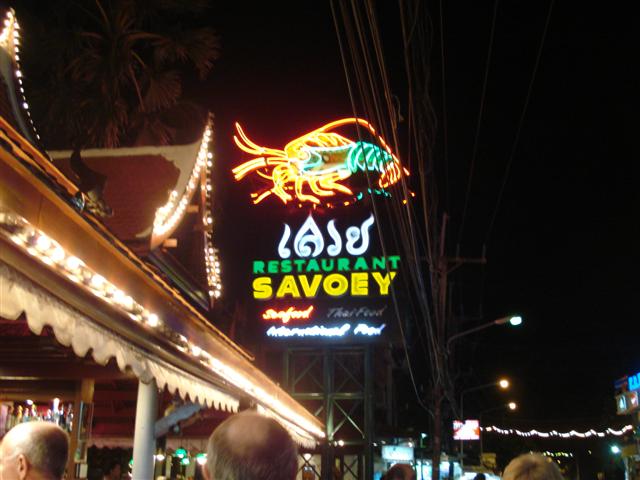 เสวย
RESTAURANT
SAVOEY
Seafood Thai Food
International Food